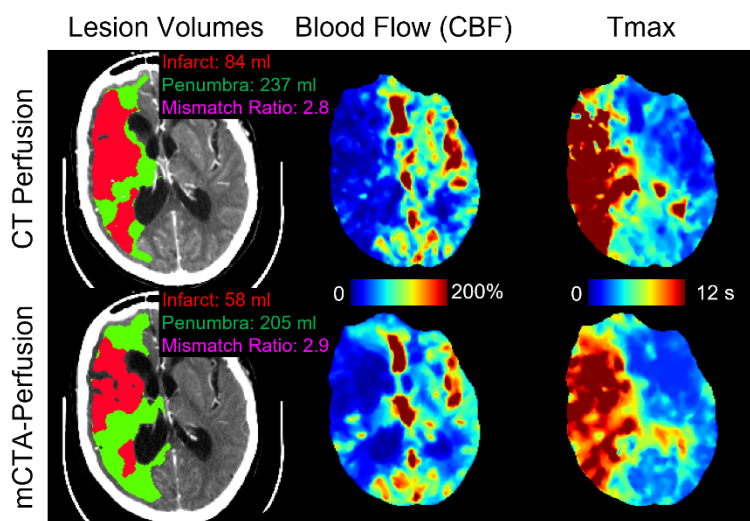 Lesion Volumes Blood Flow (CBF) Tmax
CT Perfusion
Infarct: 84 ml
Penumbra: 237 ml
Mismatch Ratio: 2.8
0 200% 0 12 s
mCTA-Perfusion
Infarct: 58 ml
Penumbra: 205 ml
Mismatch Ratio: 2.9